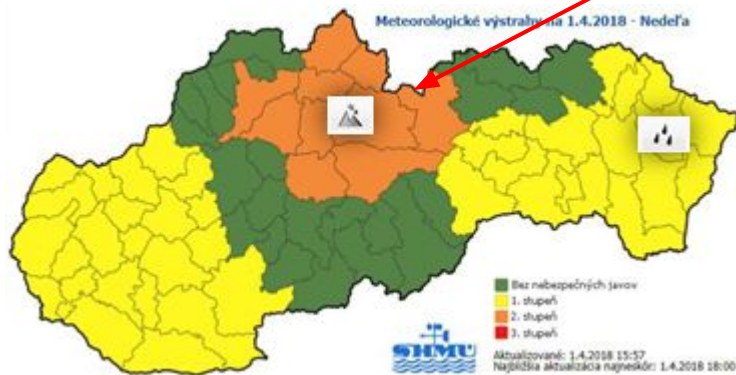 Meteorologické výstrahy na 1.4.2018 - Nedeľa
Bez nebezpečných javov
1. stupeň
2. stupeň
3. stupeň
SHMÚ
Aktualizované: 1.4.2018 15:57
Najbližšia aktualizácia najneskôr: 1.4.2018 18:00